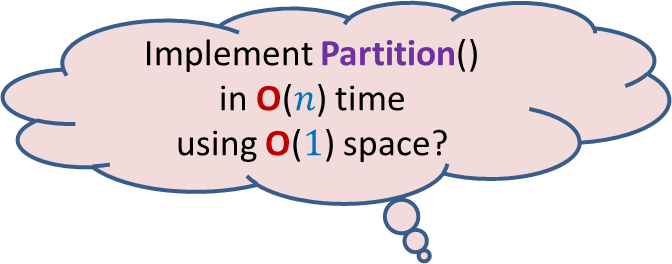 Implement Partition()
in O(n) time
using O(1) space?